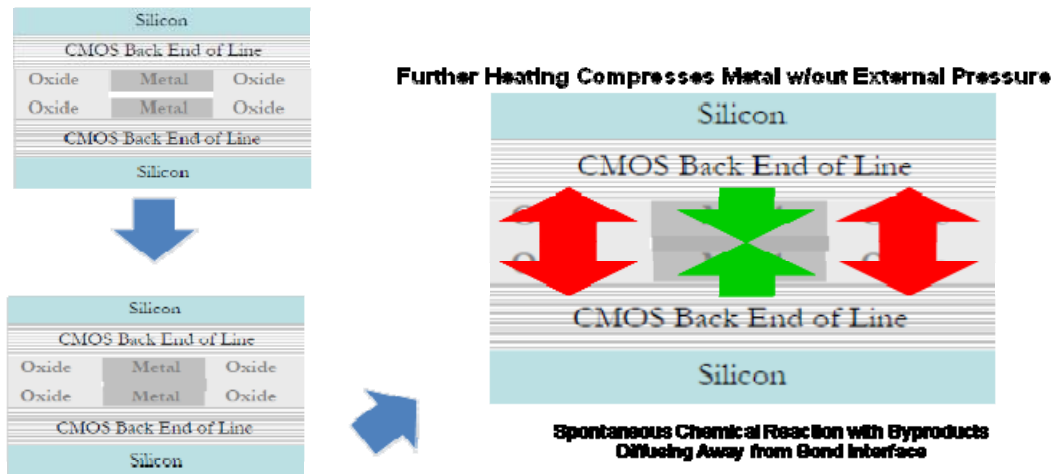 Silicon
CMOS Back End of Line
Oxide Metal Oxide
Oxide Metal Oxide
CMOS Back End of Line
Silicon
Silicon
CMOS Back End of Line
Oxide Metal Oxide
Oxide Metal Oxide
CMOS Back End of Line
Silicon
Further Heating Compresses Metal w/out External Pressure
Silicon
CMOS Back End of Line
CMOS Back End of Line
Silicon
Spontaneous Chemical Reaction with Byproducts
Diffusing Away from Bond Interface